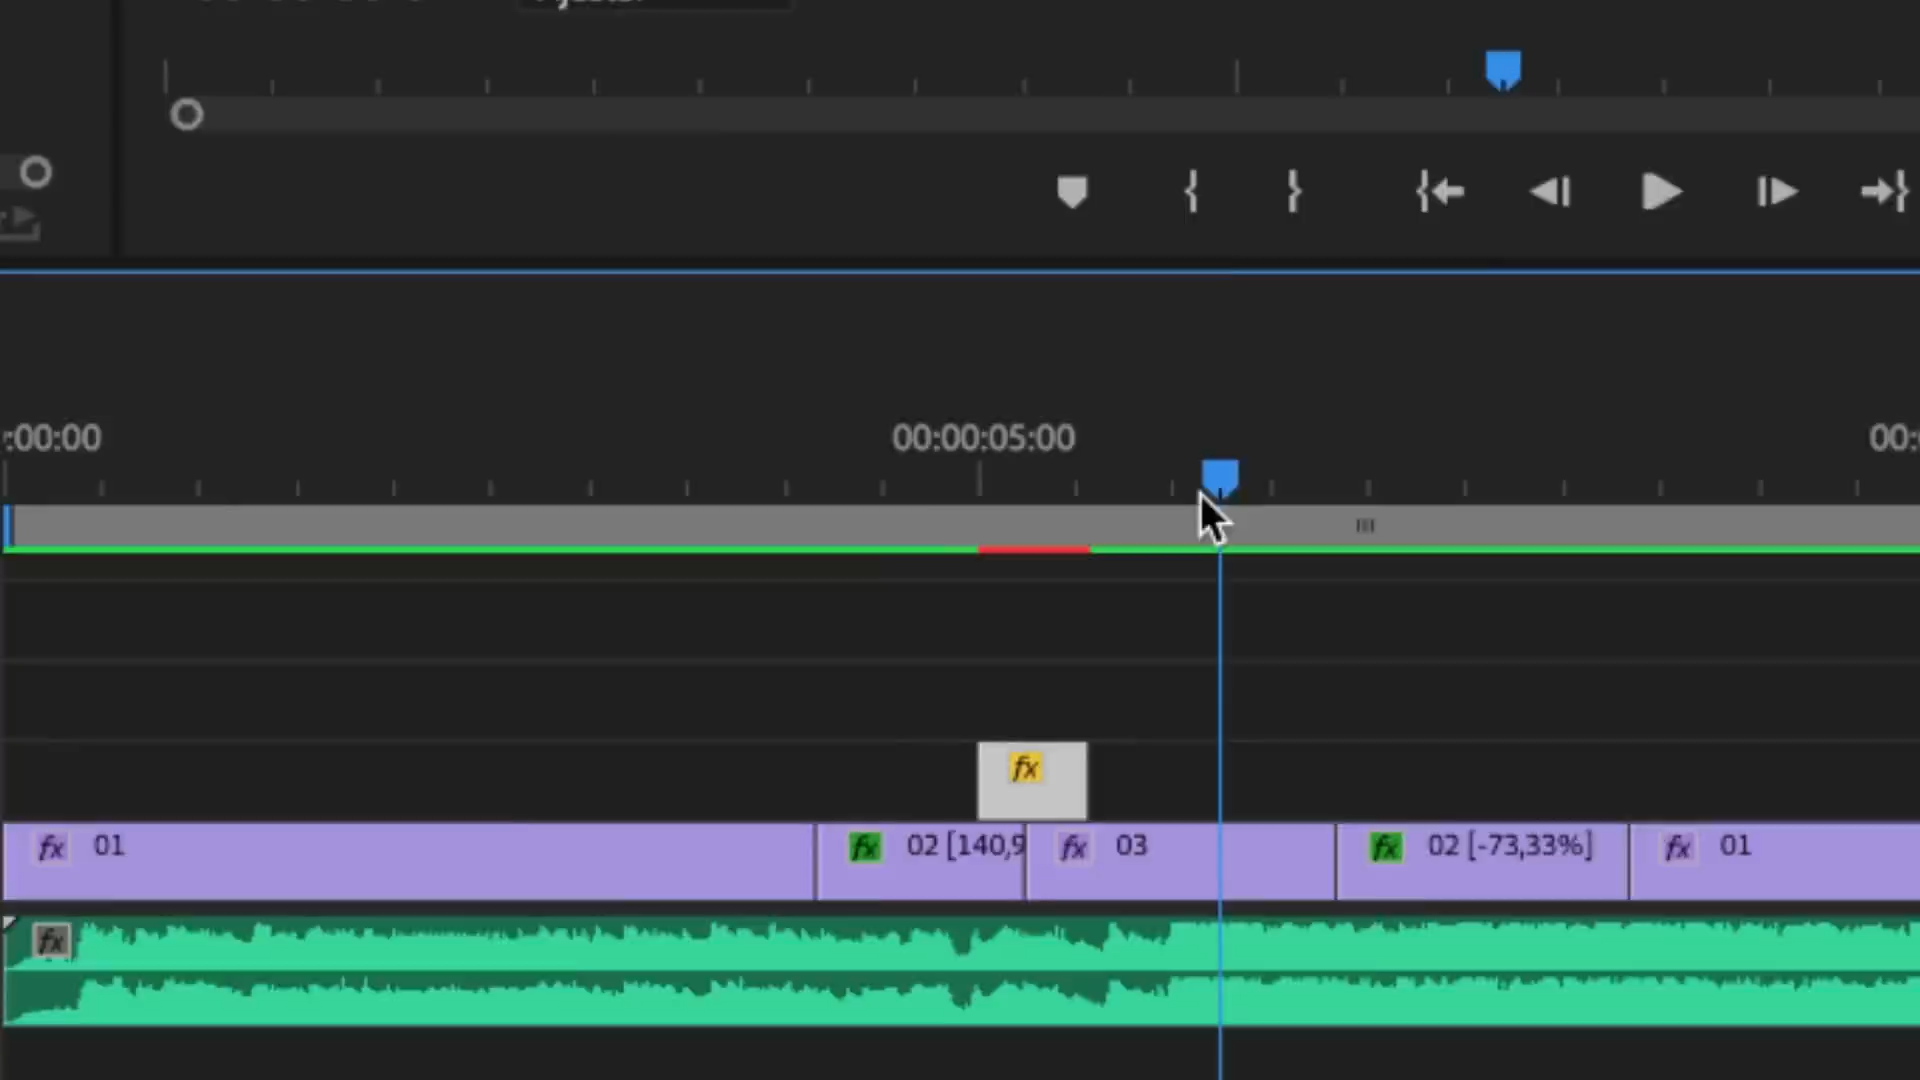 :00:00 00:00:05:00 00:
fx
fx 01 fx 02 [140,9 fx 03 fx 02 [-73,33%] fx 01
fx